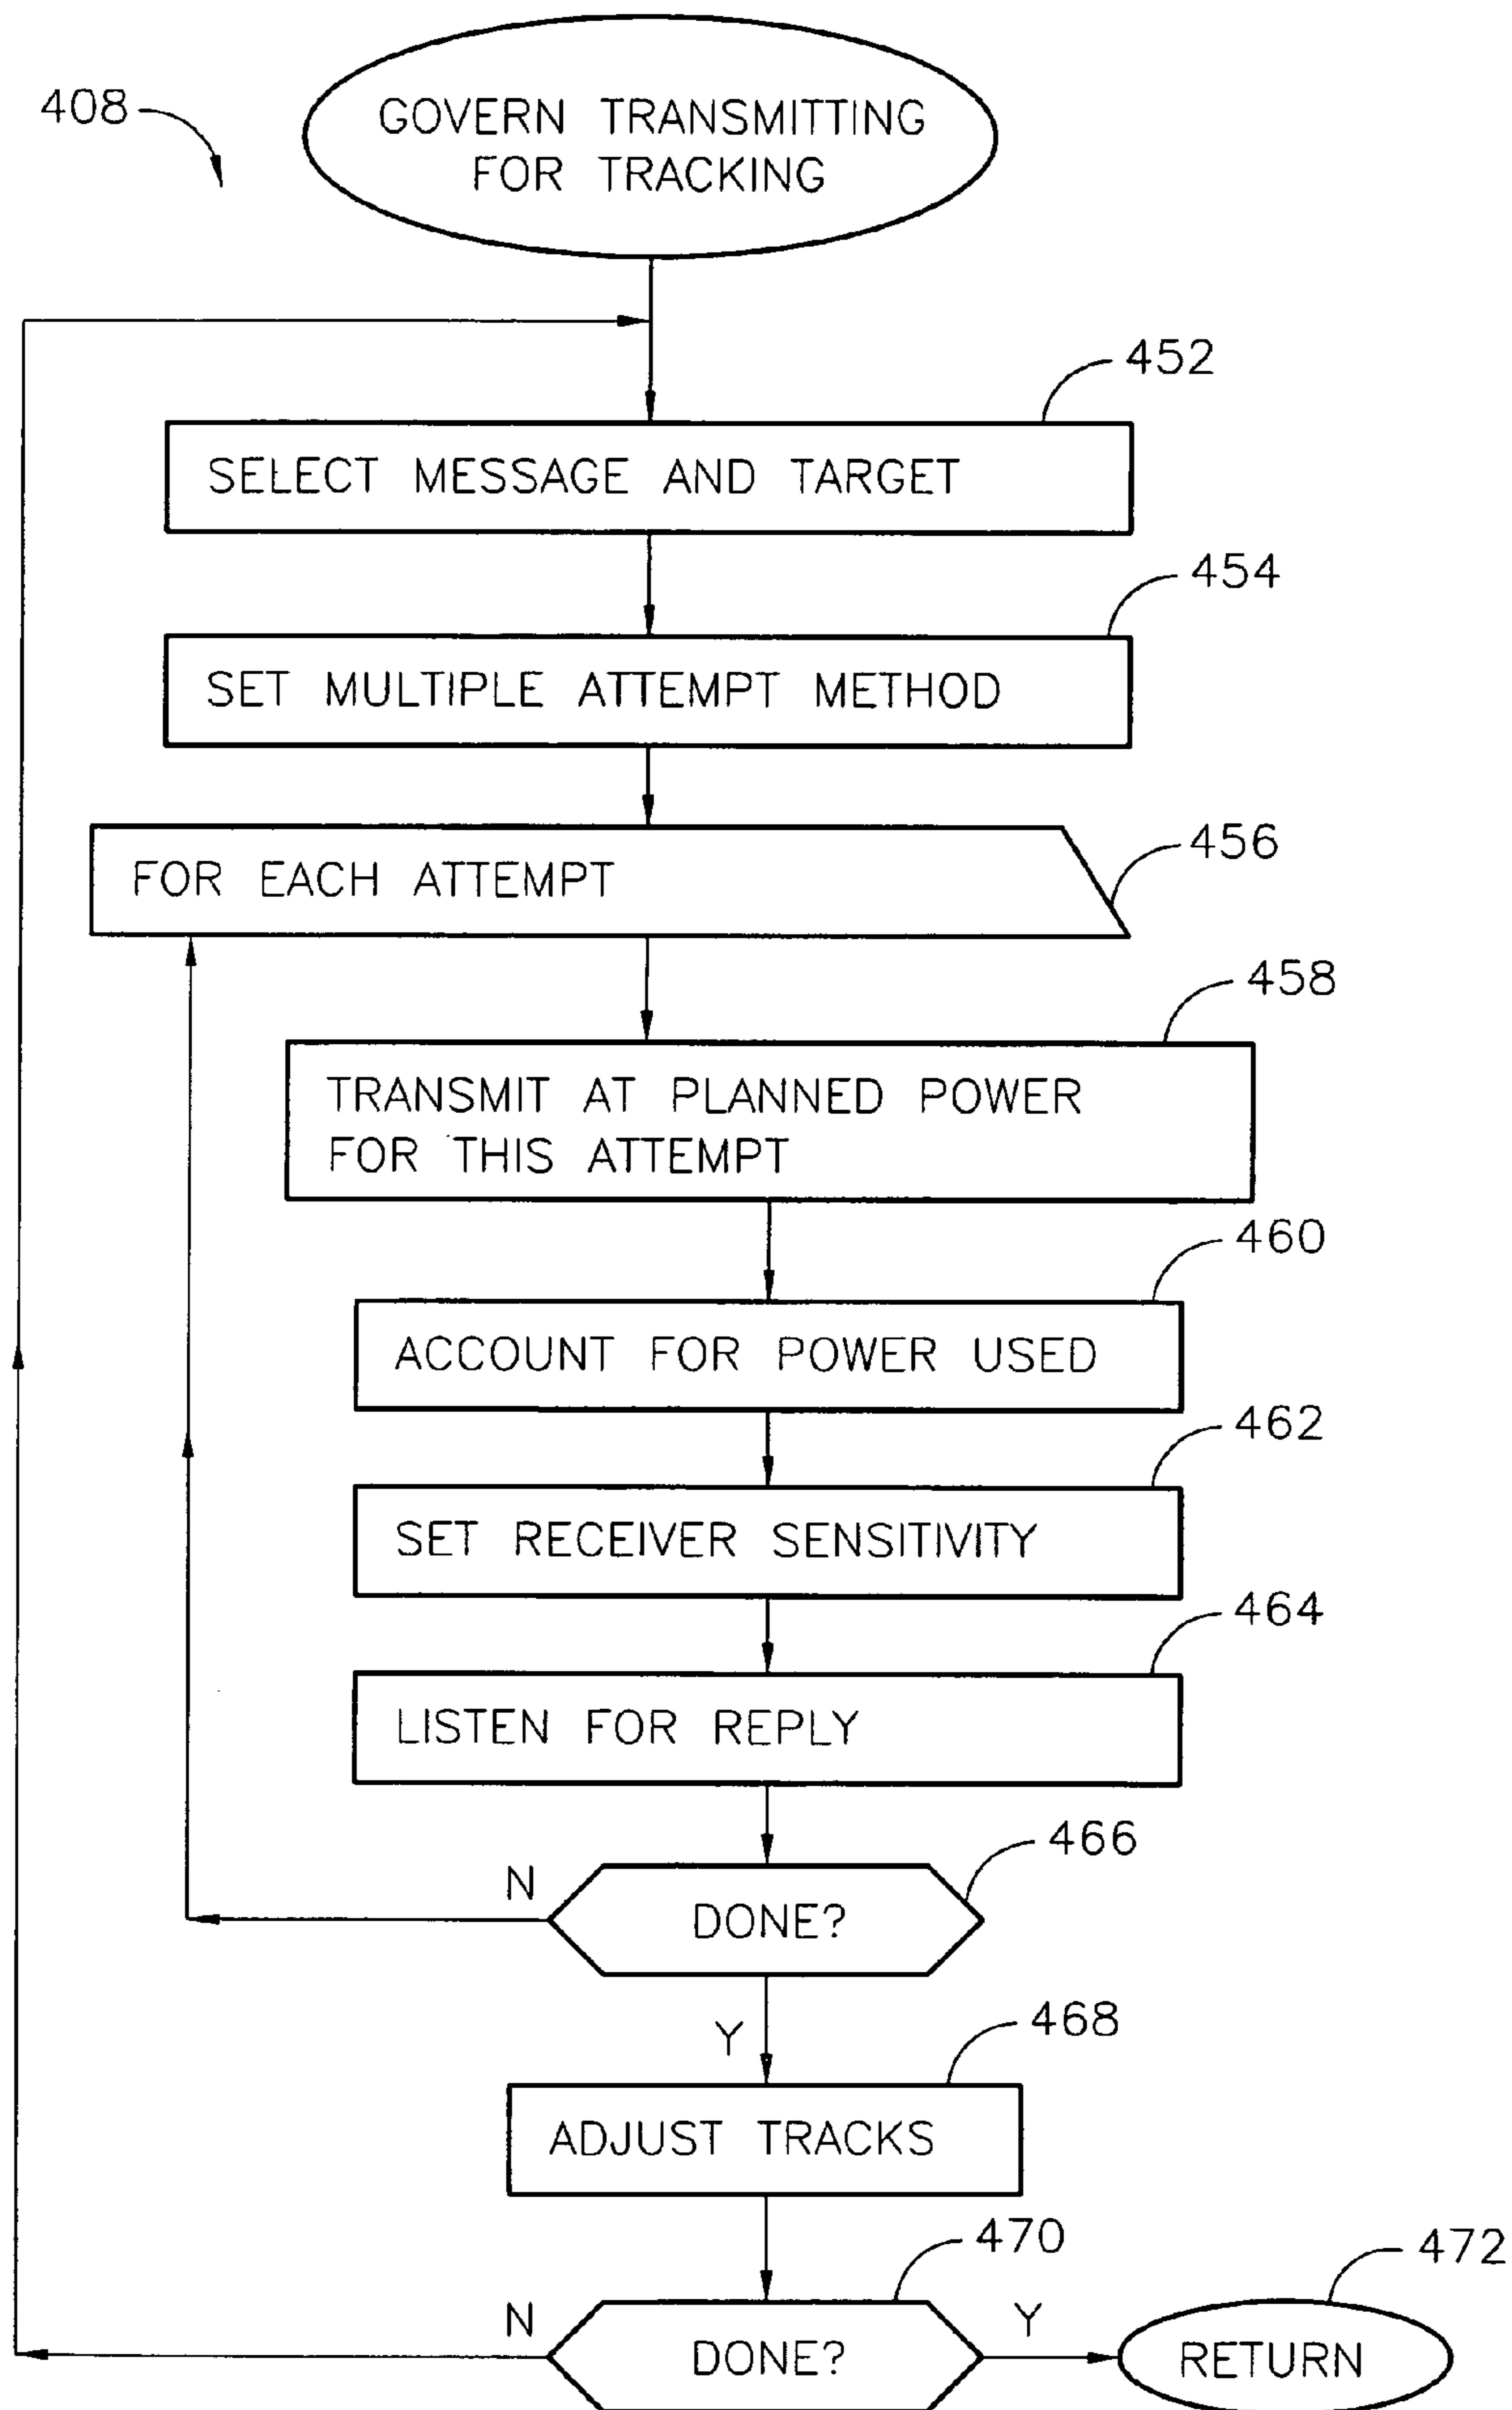 408
GOVERN TRANSMITTING
FOR TRACKING
452
SELECT MESSAGE AND TARGET
454
SET MULTIPLE ATTEMPT METHOD
456
FOR EACH ATTEMPT
458
TRANSMIT AT PLANNED POWER
FOR THIS ATTEMPT
460
ACCOUNT FOR POWER USED
462
SET RECEIVER SENSITIVITY
464
LISTEN FOR REPLY
466
N
DONE?
Y
468
ADJUST TRACKS
470
472
N
DONE?
Y
RETURN